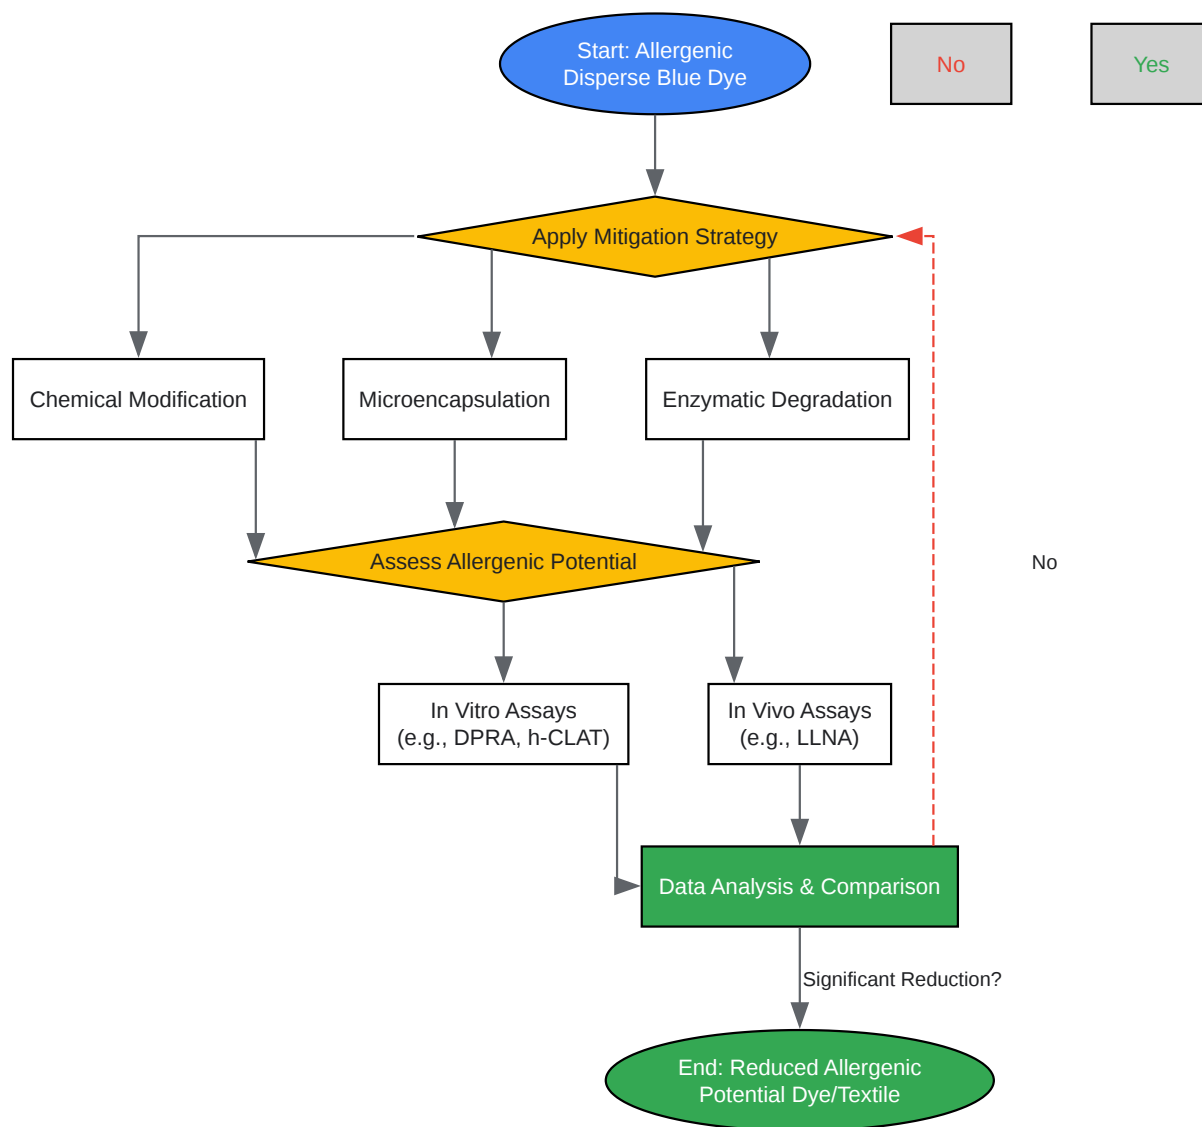 Start: Allergenic
Disperse Blue Dye
No
Yes
Apply Mitigation Strategy
Chemical Modification
Microencapsulation
Enzymatic Degradation
Assess Allergenic Potential
No
In Vitro Assays
(e.g., DPRA, h-CLAT)
In Vivo Assays
(e.g., LLNA)
Data Analysis & Comparison
Significant Reduction?
End: Reduced Allergenic
Potential Dye/Textile